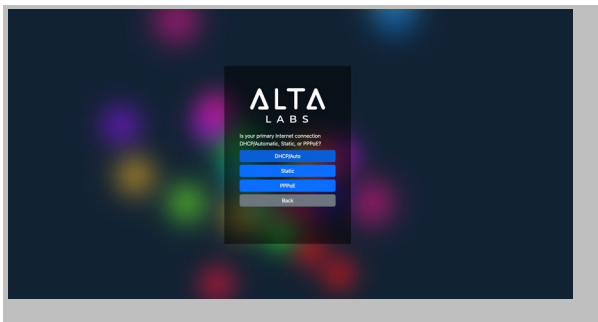 ALTA
LABS
Is your primary Internet connection
DHCP/Automatic, Static, or PPPoE?
DHCP/Auto
Static
PPPoE
Back